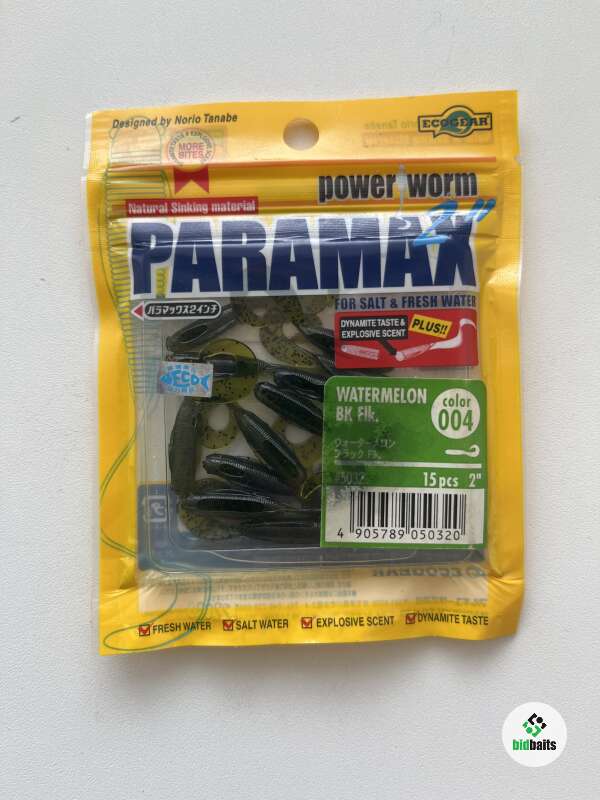 Designed by Norio Tanabe
ECOGEAR
MORE BITES
power worm
Natural Sinking material
2"
PARAMAX
パラマックス2インチ
FOR SALT & FRESH WATER
DYNAMITE TASTE &
EXPLOSIVE SCENT
PLUS!!
ECO
WATERMELON
BK Flk.
color
004
ウォーターメロン
ブラック
15pcs 2"
4 905789 050320
ECOGEAR
FRESH WATER
SALT WATER
EXPLOSIVE SCENT
DYNAMITE TASTE
bidbaits